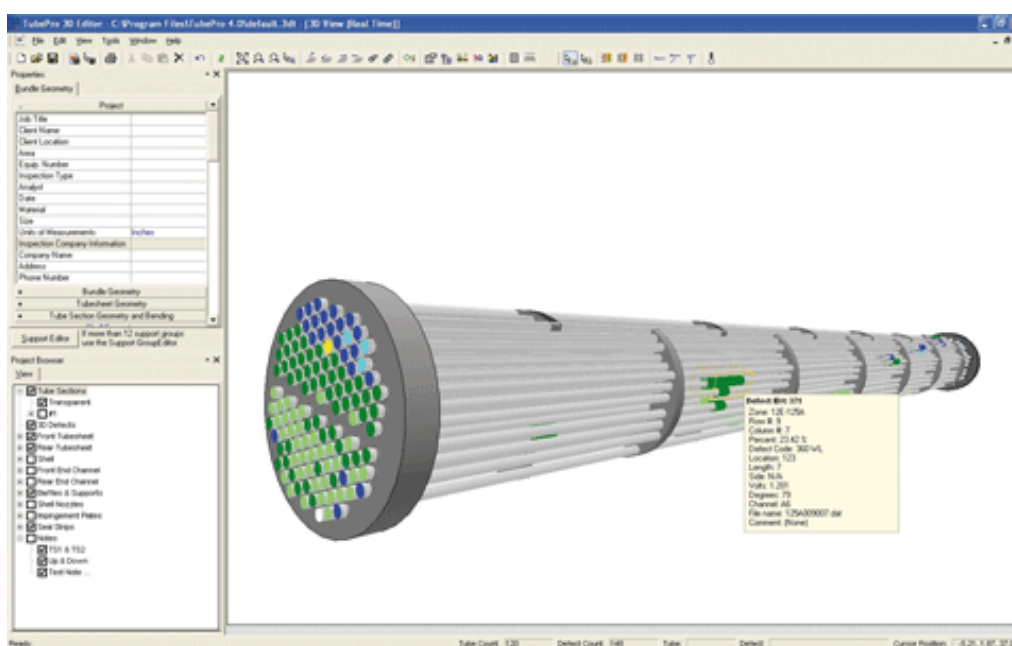 TubePro 3D Editor - C:\Program Files\TubePro 4.0\default.3dt - [3D View (Real Time)]
File Edit View Tools Window Help
Properties
Bundle Geometry
Project
Job Title
Client Name
Client Location
Area
Equip. Number
Inspection Type
Analyst
Date
Material
Size
Units of Measurements Inches
Inspection Company Information
Company Name
Address
Phone Number
Bundle Geometry
Tubesheet Geometry
Tube Section Geometry and Bending
Support Editor
If more than 12 support groups
use the Support GroupEditor
Project Browser
View
Tube Sections
Transparent
#1
3D Defects
Front Tubesheet
Rear Tubesheet
Shell
Front End Channel
Rear End Channel
Baffles & Supports
Shell Nozzles
Impingement Plates
Seal Strips
Notes
TS1 & TS2
Up & Down
Test Note ...
Defect ID#: 371
Zone: 12E-125A
Row #: 9
Column #: 7
Percent: 23.42 %
Defect Code: 360 WL
Location: 123
Length: 7
Side: N/A
Volts: 1.201
Degrees: 79
Channel: A6
File name: 125A009007.dat
Comment: (None)
Ready Tube Count: 120 Defect Count: 148 Tube: Defect: Cursor Position: